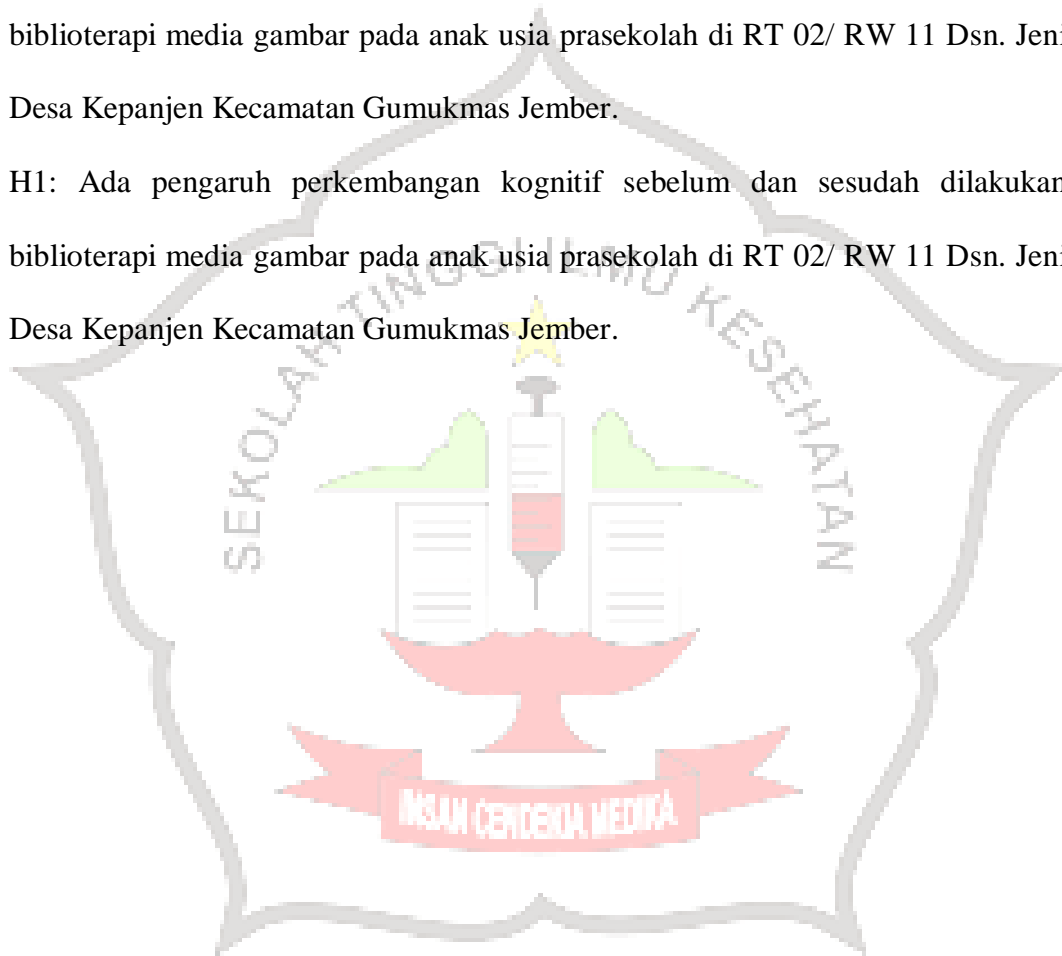 biblioterapi media gambar pada anak usia prasekolah di RT 02/ RW 11 Dsn. Jeni
Desa Kepanjen Kecamatan Gumukmas Jember.
H1: Ada pengaruh perkembangan kognitif sebelum dan sesudah dilakukan
biblioterapi media gambar pada anak usia prasekolah di RT 02/ RW 11 Dsn. Jeni
Desa Kepanjen Kecamatan Gumukmas Jember.
SEKOLAH TINGGI ILMU KESEHATAN
INSAN CENDEKIA MEDIKA